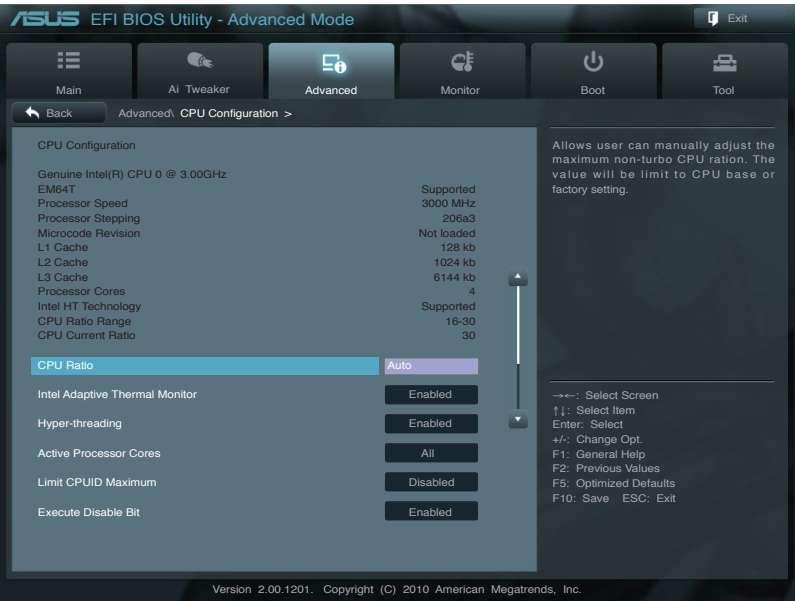 ASUS EFI BIOS Utility - Advanced Mode
Exit
Main
Ai Tweaker
Advanced
Monitor
Boot
Tool
Back
Advanced\ CPU Configuration >
CPU Configuration
Genuine Intel(R) CPU 0 @ 3.00GHz
EM64T Supported
Processor Speed 3000 MHz
Processor Stepping 206a3
Microcode Revision Not loaded
L1 Cache 128 kb
L2 Cache 1024 kb
L3 Cache 6144 kb
Processor Cores 4
Intel HT Technology Supported
CPU Ratio Range 16-30
CPU Current Ratio 30
CPU Ratio Auto
Intel Adaptive Thermal Monitor Enabled
Hyper-threading Enabled
Active Processor Cores All
Limit CPUID Maximum Disabled
Execute Disable Bit Enabled
Allows user can manually adjust the
maximum non-turbo CPU ration. The
value will be limit to CPU base or
factory setting.
→←: Select Screen
↑↓: Select Item
Enter: Select
+/-: Change Opt.
F1: General Help
F2: Previous Values
F5: Optimized Defaults
F10: Save ESC: Exit
Version 2.00.1201. Copyright (C) 2010 American Megatrends, Inc.